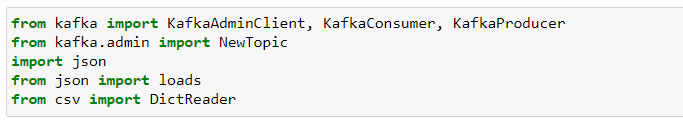 from kafka import KafkaAdminClient, KafkaConsumer, KafkaProducer
from kafka.admin import NewTopic
import json
from json import loads
from csv import DictReader